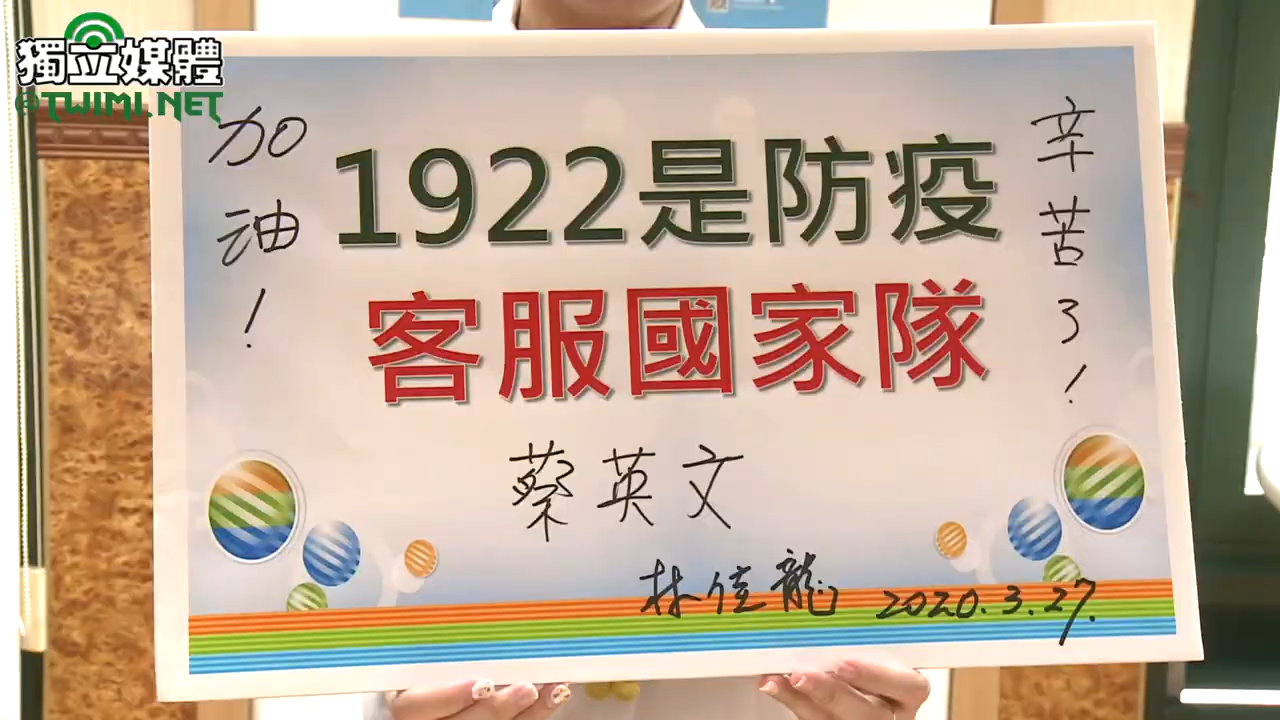 獨立媒體
@TWIMI.NET
加油!
1922是防疫
客服國家隊
辛苦了!
蔡英文
林佳龍 2020.3.27.